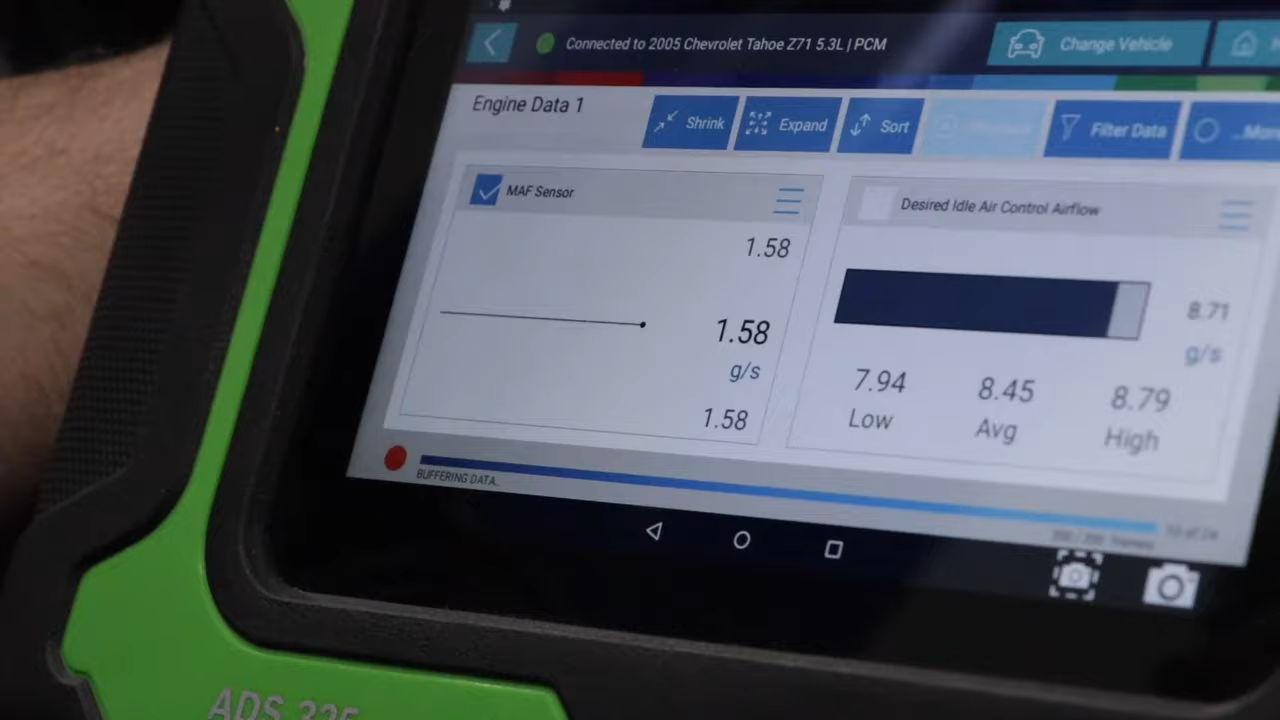 Connected to 2005 Chevrolet Tahoe Z71 5.3L | PCM
Change Vehicle
Engine Data 1
Shrink
Expand
Sort
Filter Data
MAF Sensor
1.58
1.58
g/s
1.58
Desired Idle Air Control Airflow
8.71
g/s
7.94
Low
8.45
Avg
8.79
High
BUFFERING DATA.
ADS 325